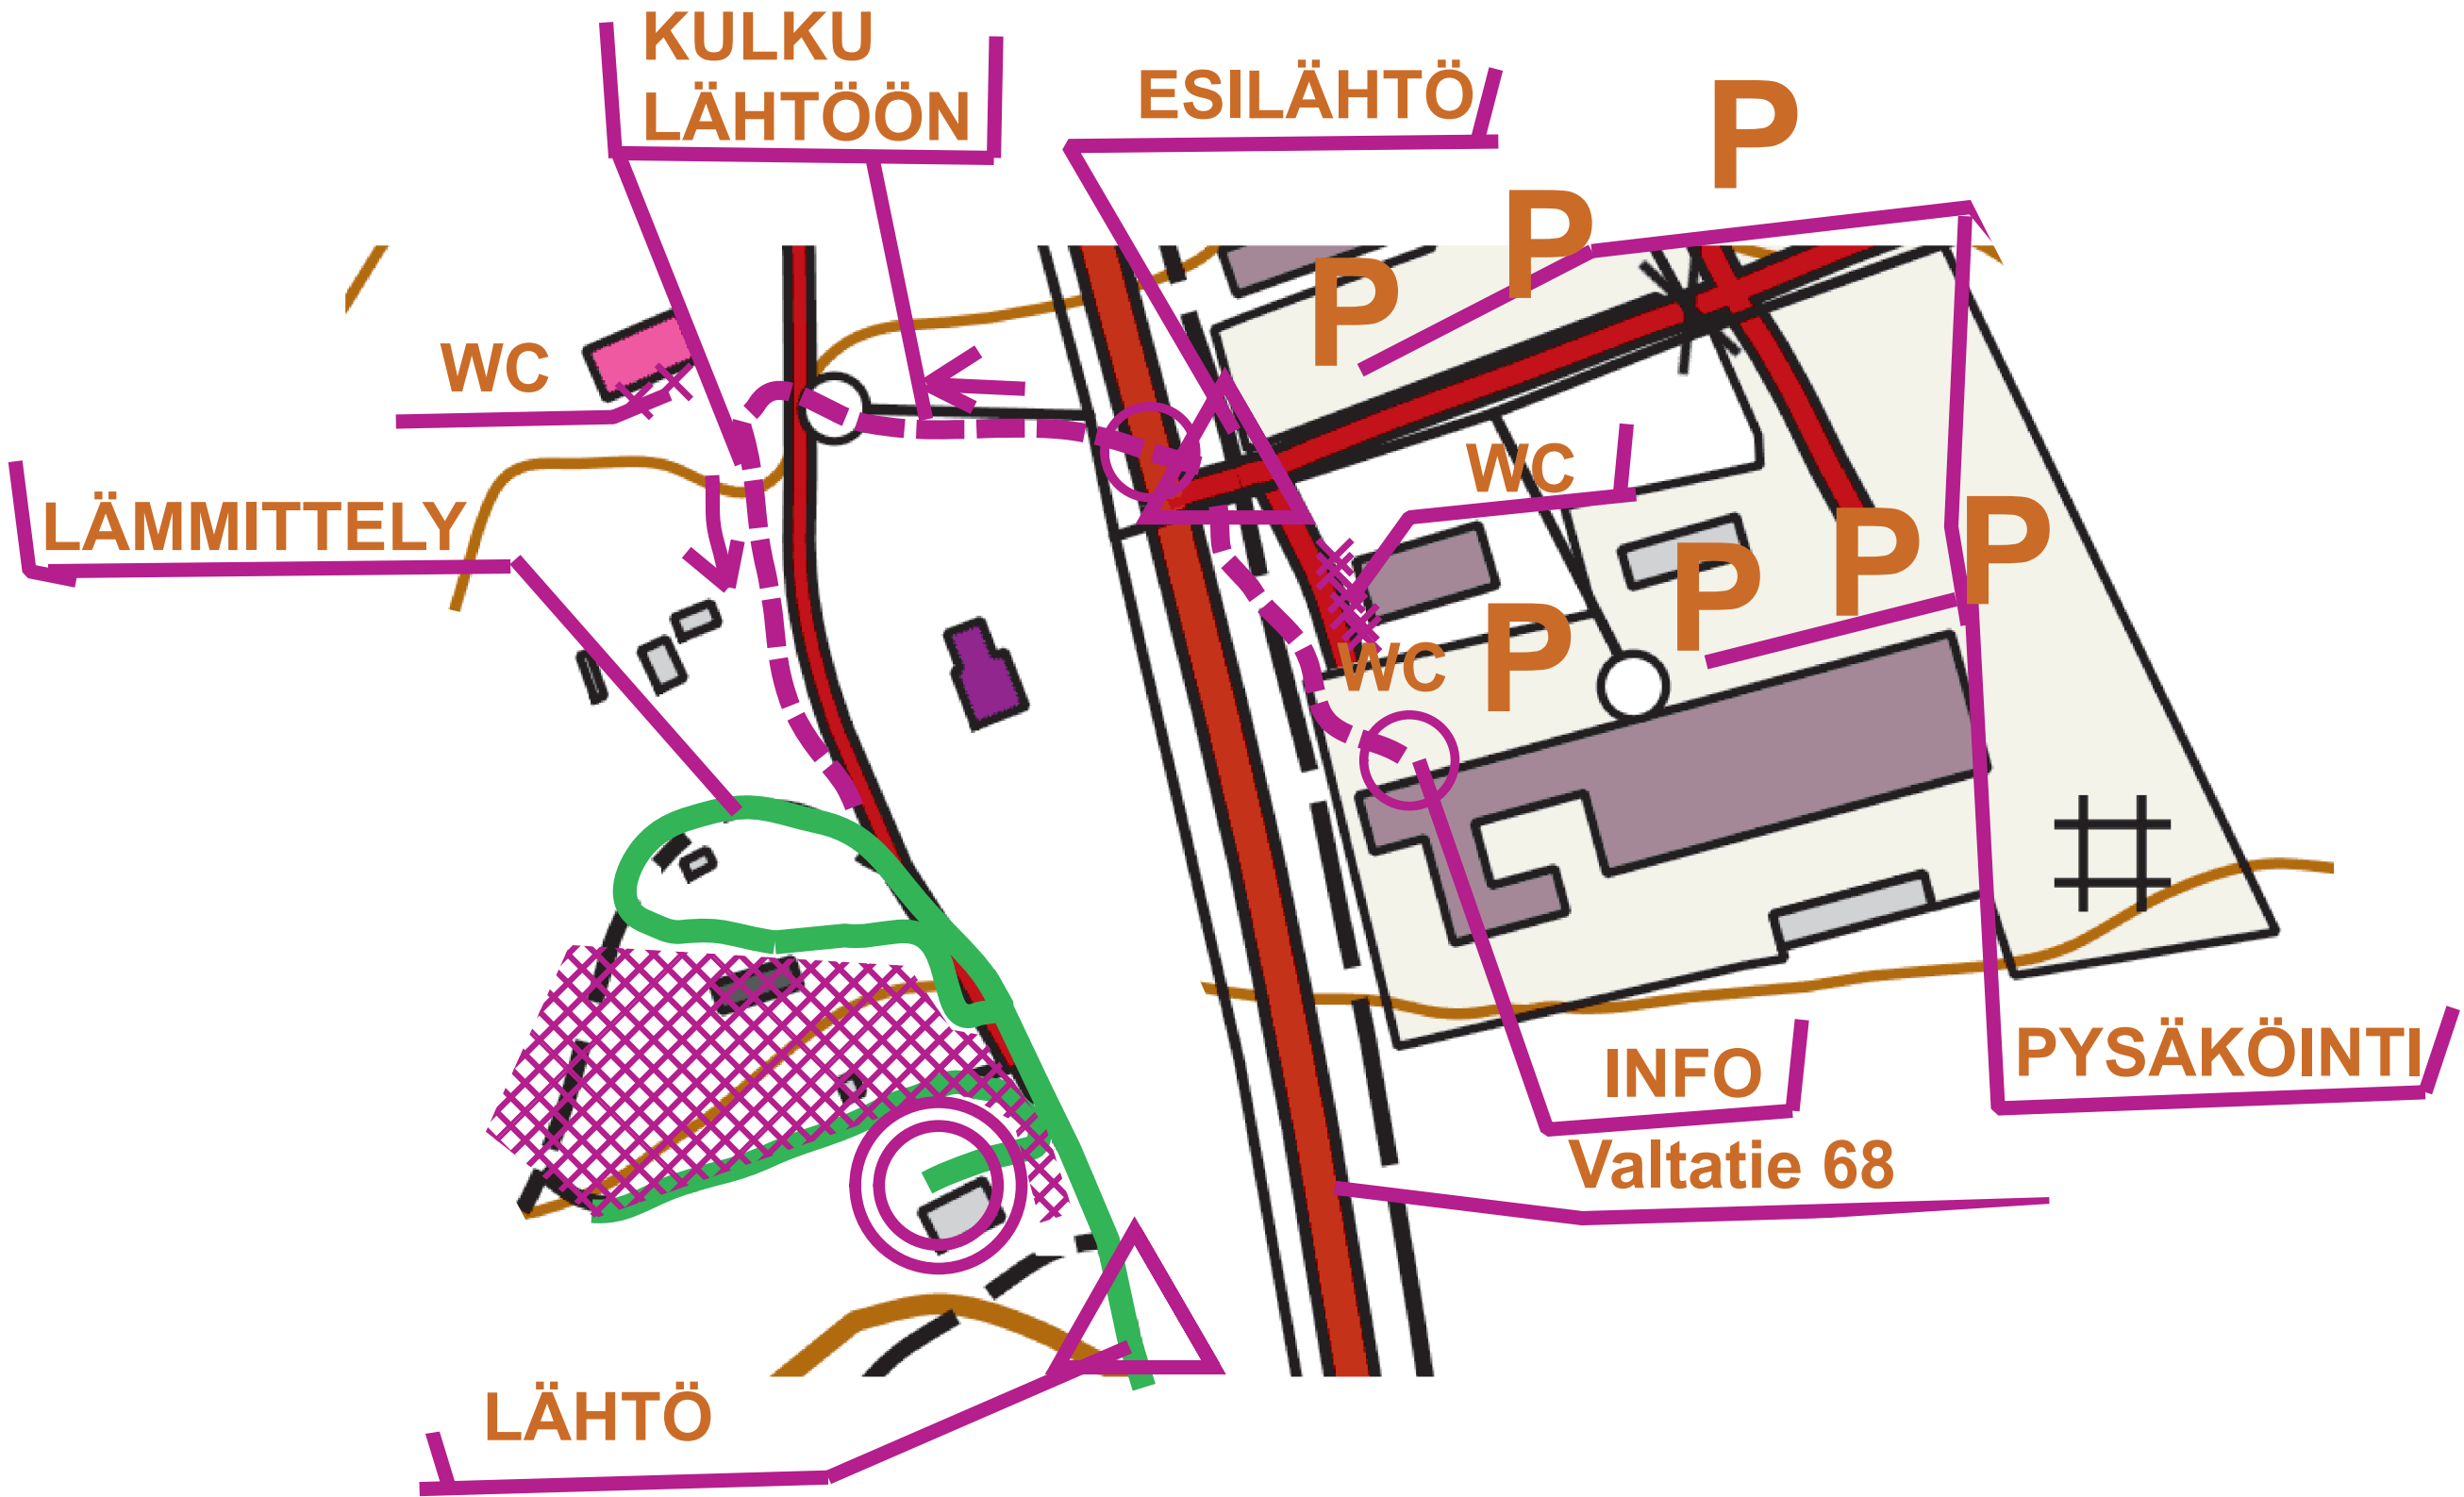 KULKU
LÄHTÖÖN
ESILÄHTÖ
P
P
P
WC
WC
LÄMMITTELY
P
P
P
P
WC
INFO
PYSÄKÖINTI
Valtatie 68
LÄHTÖ